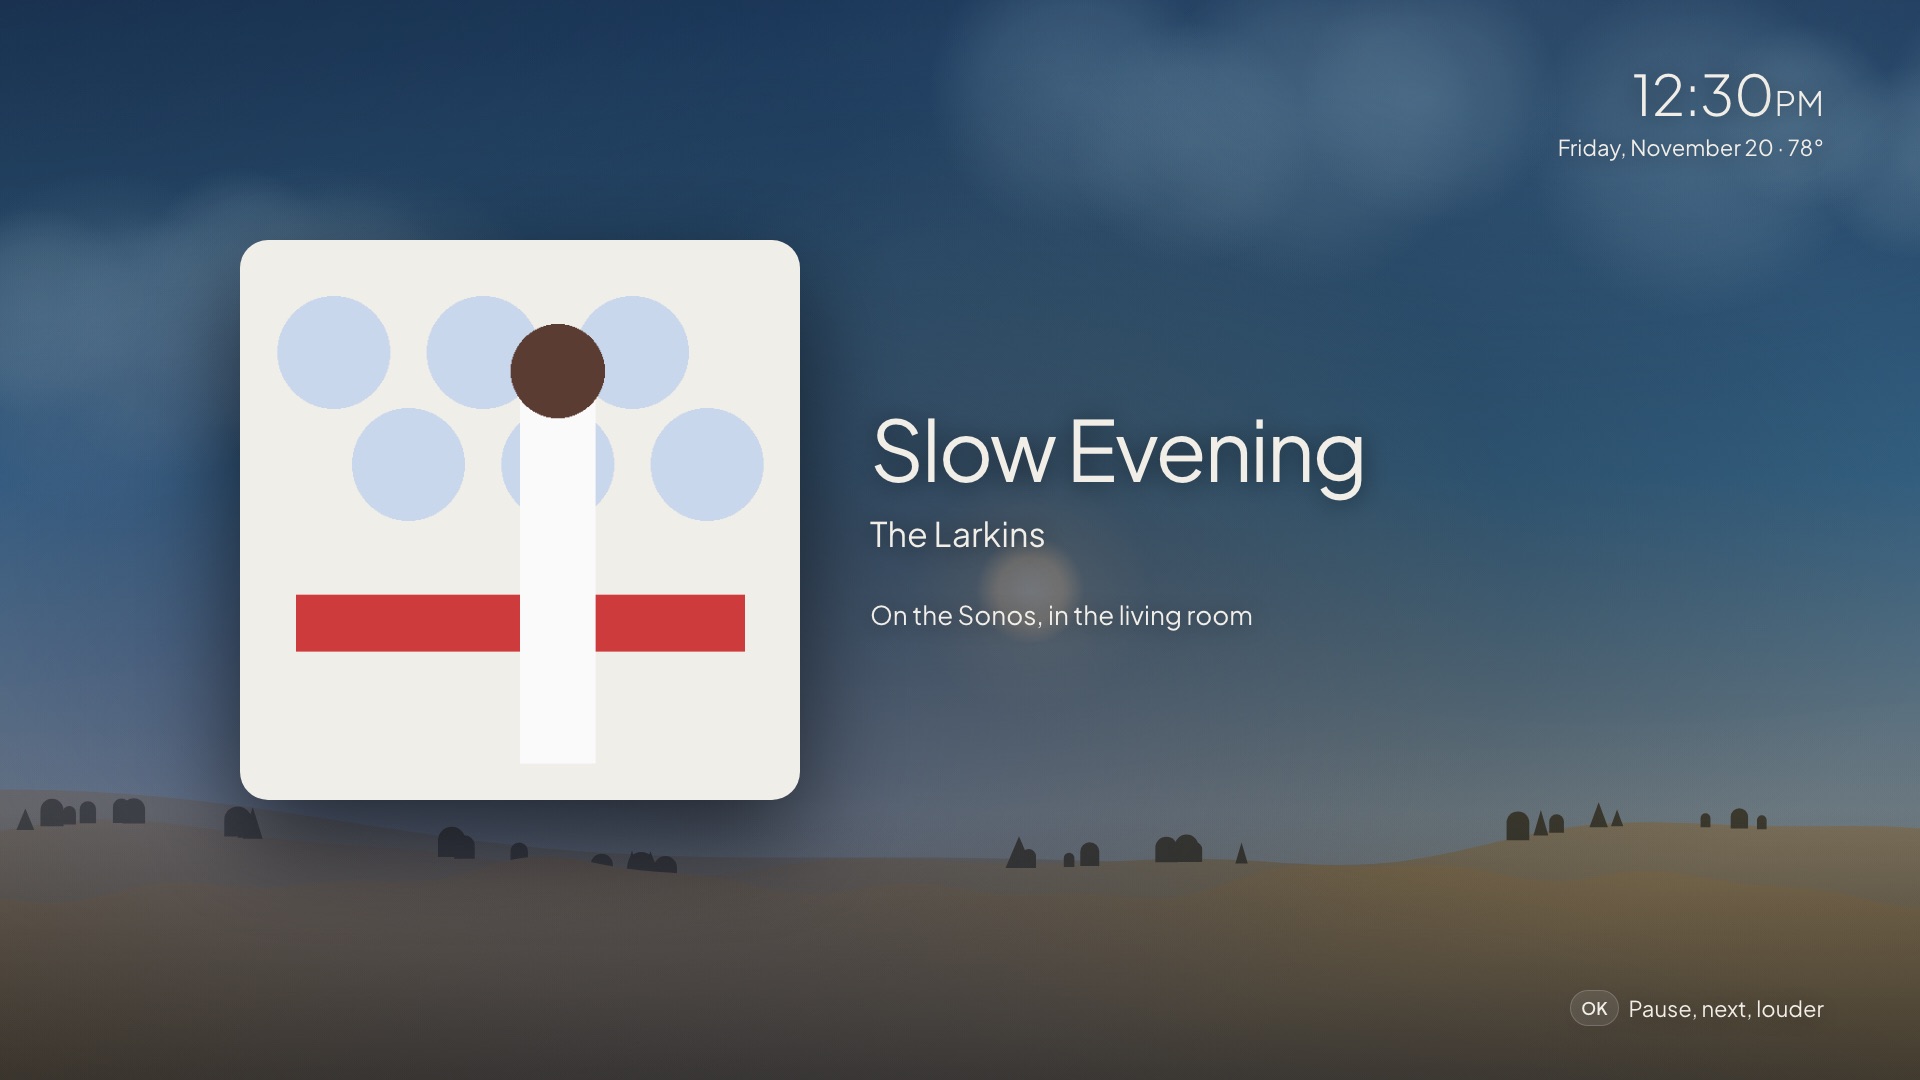 12:30PM
Friday, November 20 · 78°
Slow Evening
The Larkins
On the Sonos, in the living room
OK Pause, next, louder